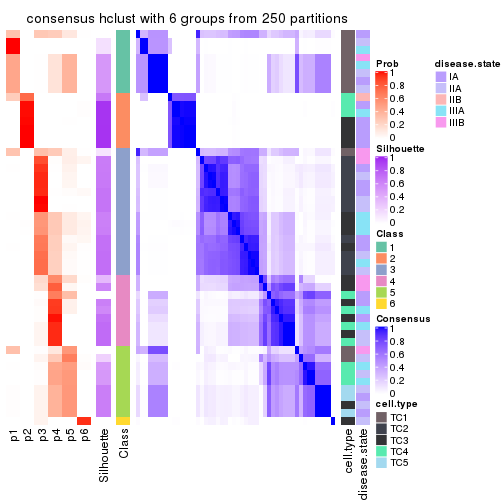 consensus hclust with 6 groups from 250 partitions
Prob
1
0.8
0.6
0.4
0.2
0
disease.state
IA
IIA
IIB
IIIA
IIIB
Silhouette
1
0.8
0.6
0.4
0.2
0
Class
1
2
3
4
5
6
Consensus
1
0.8
0.6
0.4
0.2
0
cell.type
TC1
TC2
TC3
TC4
TC5
p1
p2
p3
p4
p5
p6
Silhouette
Class
cell.type
disease.state